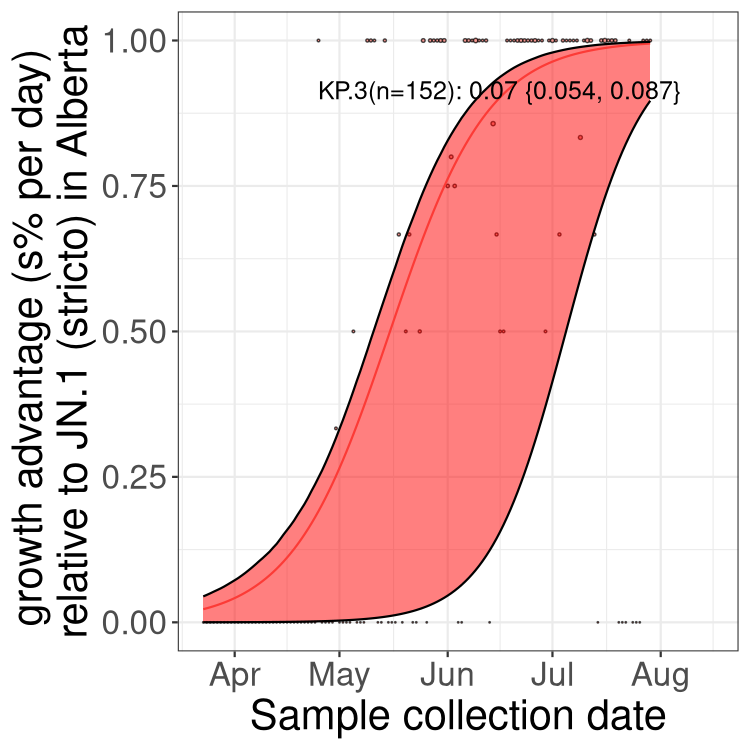 growth advantage (s% per day)
relative to JN.1 (stricto) in Alberta
1.00
0.75
0.50
0.25
0.00
KP.3(n=152): 0.07 {0.054, 0.087}
Apr May Jun Jul Aug
Sample collection date